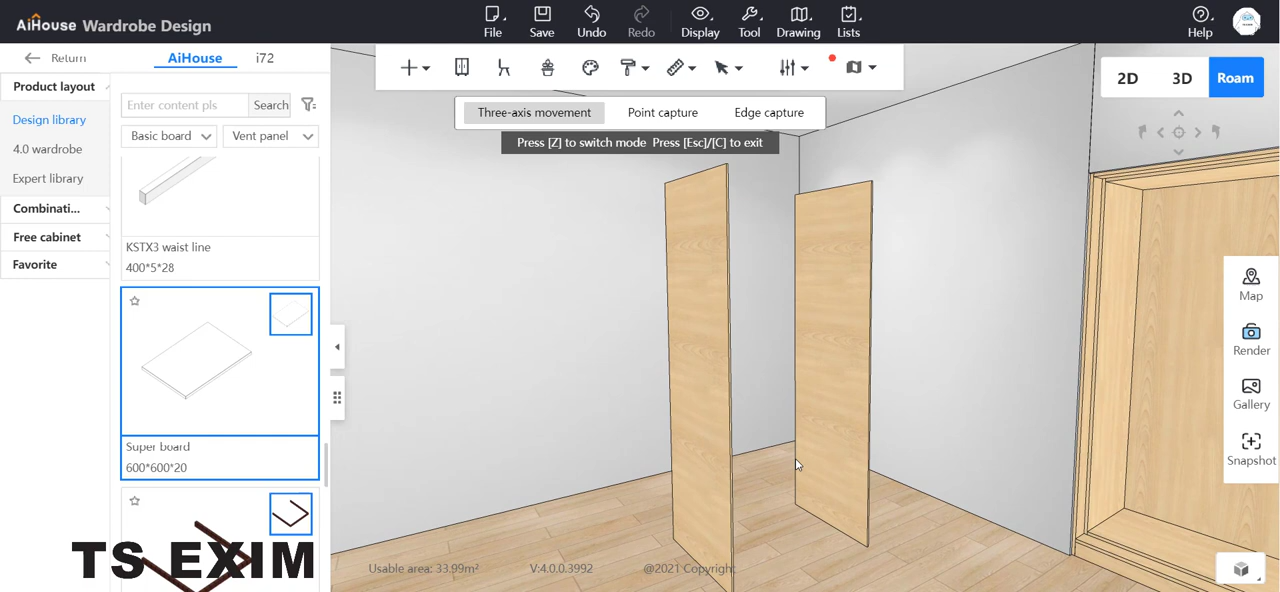 AiHouse Wardrobe Design
File
Save
Undo
Redo
Display
Tool
Drawing
Lists
Help
Return
AiHouse
i72
Product layout
Design library
4.0 wardrobe
Expert library
Combinati...
Free cabinet
Favorite
Enter content pls
Search
Basic board
Vent panel
KSTX3 waist line
400*5*28
Super board
600*600*20
Three-axis movement
Point capture
Edge capture
Press [Z] to switch mode Press [Esc]/[C] to exit
2D
3D
Roam
Map
Render
Gallery
Snapshot
TS EXIM
Usable area: 33.99m²
V:4.0.0.3992
@2021 Copyright